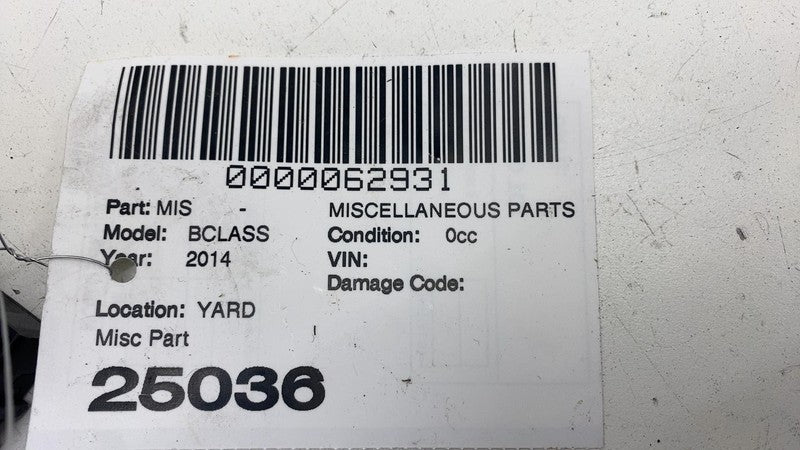 0000062931
Part: MIS - MISCELLANEOUS PARTS
Model: BCLASS Condition: 0cc
Year: 2014 VIN:
Damage Code:
Location: YARD
Misc Part
25036